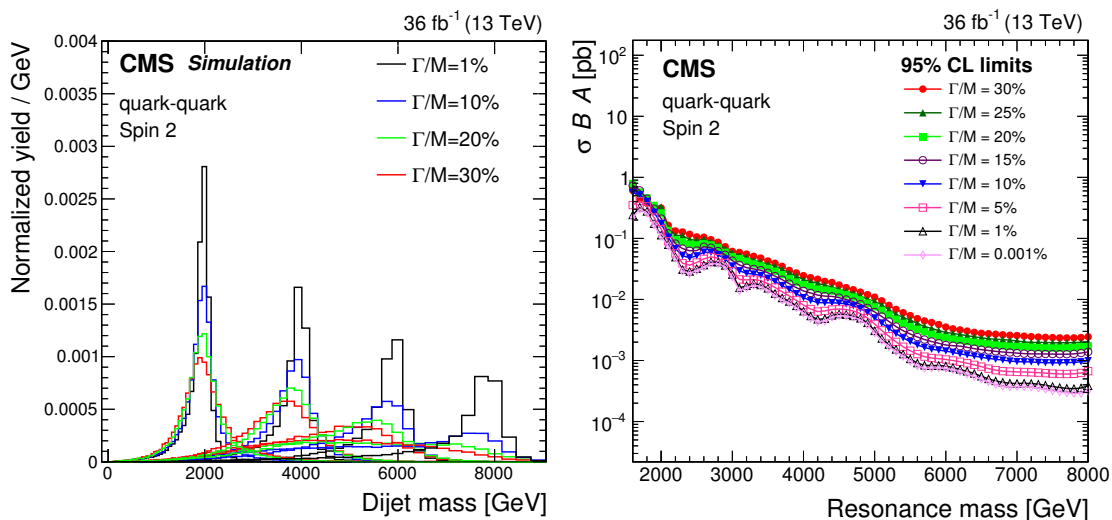 36 fb⁻¹ (13 TeV)
CMS Simulation
quark-quark
Spin 2
Γ/M=1%
Γ/M=10%
Γ/M=20%
Γ/M=30%
Normalized yield / GeV
0.004
0.0035
0.003
0.0025
0.002
0.0015
0.001
0.0005
0
0 2000 4000 6000 8000
Dijet mass [GeV]
36 fb⁻¹ (13 TeV)
CMS
quark-quark
Spin 2
95% CL limits
Γ/M = 30%
Γ/M = 25%
Γ/M = 20%
Γ/M = 15%
Γ/M = 10%
Γ/M = 5%
Γ/M = 1%
Γ/M = 0.001%
σ B A [pb]
10²
10
1
10⁻¹
10⁻²
10⁻³
10⁻⁴
2000 3000 4000 5000 6000 7000 8000
Resonance mass [GeV]